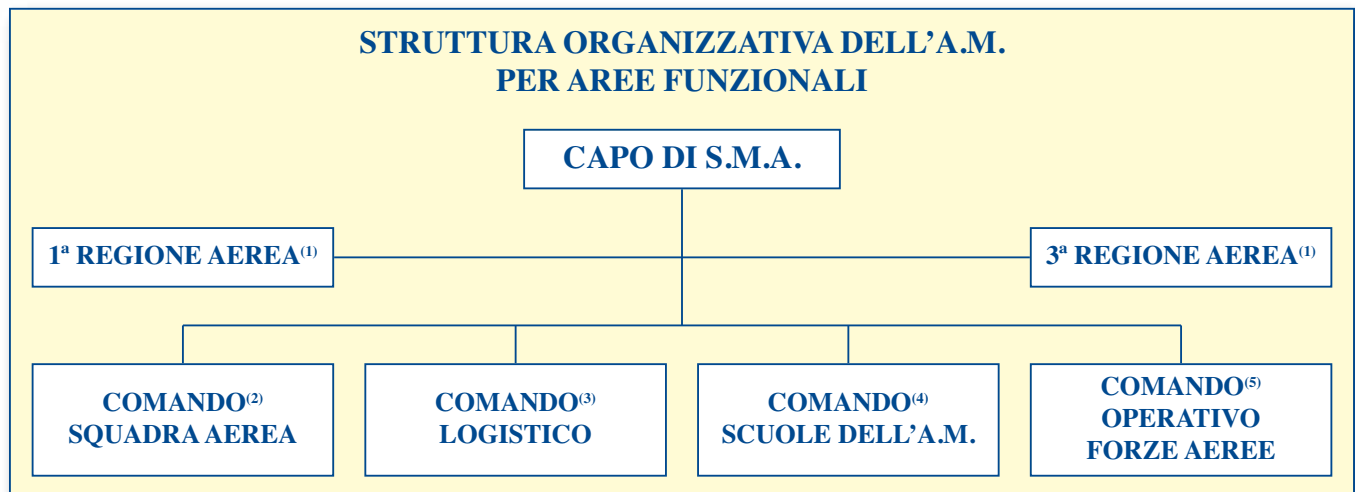 STRUTTURA ORGANIZZATIVA DELL'A.M.
PER AREE FUNZIONALI
CAPO DI S.M.A.
1ª REGIONE AEREA(1)
3ª REGIONE AEREA(1)
COMANDO(2)
SQUADRA AEREA
COMANDO(3)
LOGISTICO
COMANDO(4)
SCUOLE DELL'A.M.
COMANDO(5)
OPERATIVO
FORZE AEREE